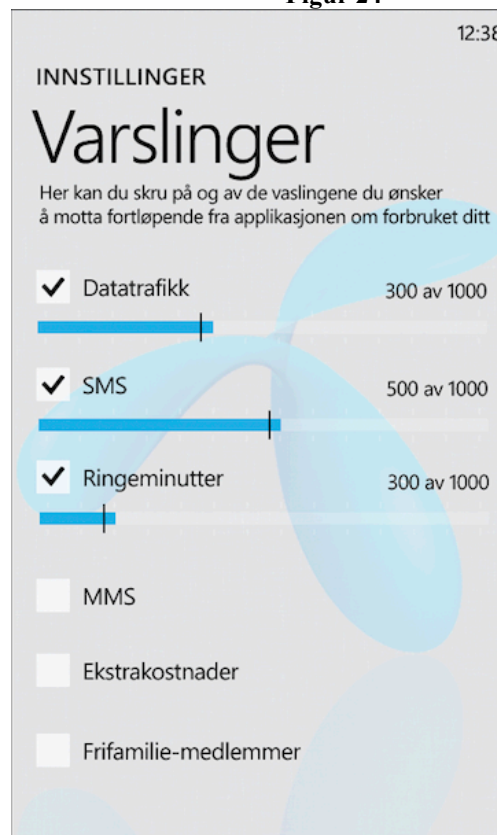 12:38
INNSTILLINGER
Varslinger
Her kan du skru på og av de vaslingene du ønsker
å motta fortløpende fra applikasjonen om forbruket ditt
Datatrafikk 300 av 1000
SMS 500 av 1000
Ringeminutter 300 av 1000
MMS
Ekstrakostnader
Frifamilie-medlemmer